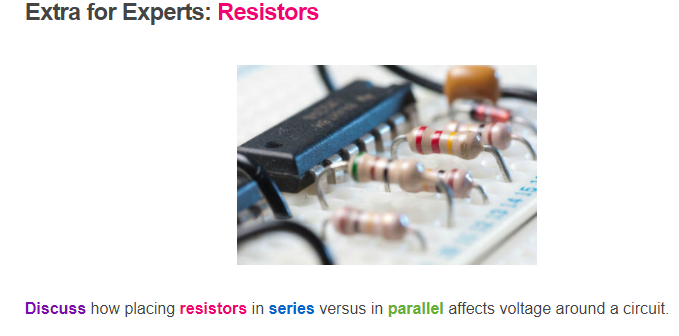 Extra for Experts: Resistors
Discuss how placing resistors in series versus in parallel affects voltage around a circuit.